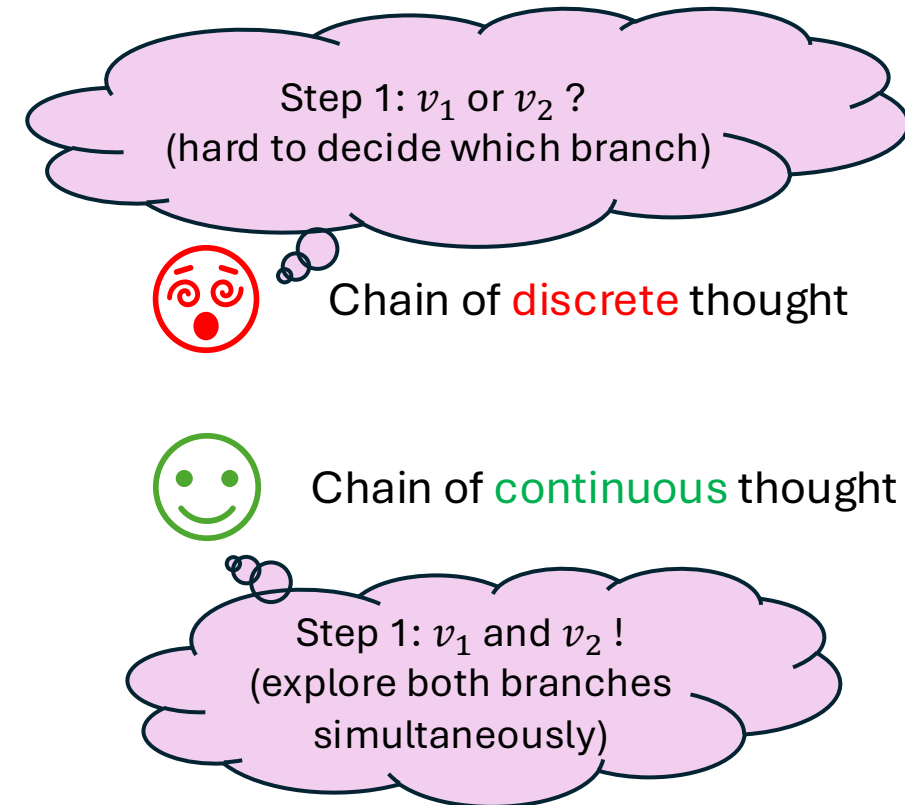 Step 1: v₁ or v₂ ?
(hard to decide which branch)
Chain of discrete thought
Chain of continuous thought
Step 1: v₁ and v₂ !
(explore both branches
simultaneously)